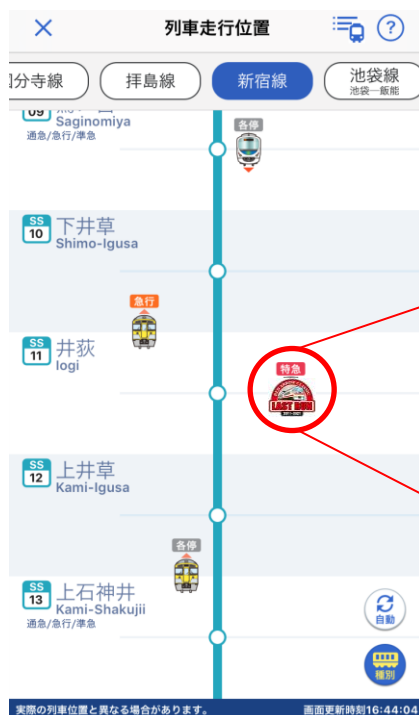 列車走行位置
?
分寺線
拝島線
新宿線
池袋線
池袋—飯能
09
Saginomiya
通急/急行/準急
各停
SS
10
下井草
Shimo-Igusa
急行
SS
11
井荻
Iogi
特急
LAST RUN
SS
12
上井草
Kami-Igusa
各停
SS
13
上石神井
Kami-Shakujii
通急/急行/準急
自動
種別
実際の列車位置と異なる場合があります。
画面更新時刻16:44:04